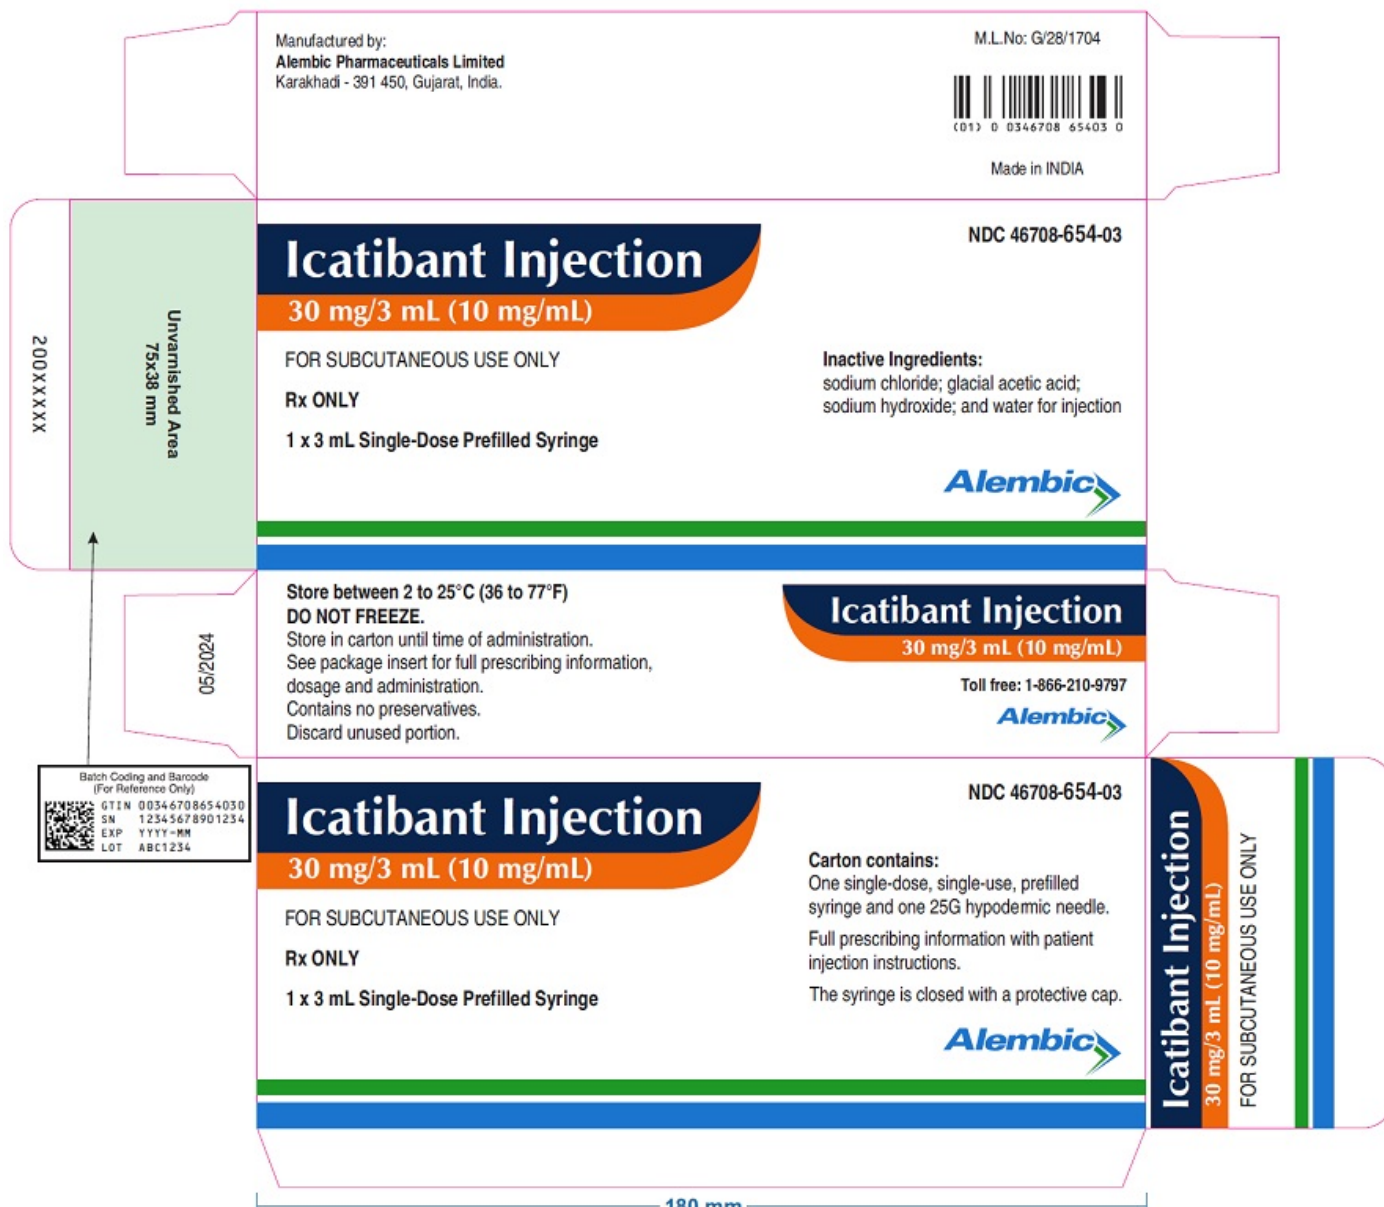 Manufactured by:
Alembic Pharmaceuticals Limited
Karakhadi - 391 450, Gujarat, India.
M.L.No: G/28/1704
(01) 0 0346708 65403 0
Made in INDIA
200XXXXX
Unvarnished Area
75x38 mm
Icatibant Injection
30 mg/3 mL (10 mg/mL)
FOR SUBCUTANEOUS USE ONLY
Rx ONLY
1 x 3 mL Single-Dose Prefilled Syringe
NDC 46708-654-03
Inactive Ingredients:
sodium chloride; glacial acetic acid;
sodium hydroxide; and water for injection
Alembic
05/2024
Store between 2 to 25°C (36 to 77°F)
DO NOT FREEZE.
Store in carton until time of administration.
See package insert for full prescribing information,
dosage and administration.
Contains no preservatives.
Discard unused portion.
Icatibant Injection
30 mg/3 mL (10 mg/mL)
Toll free: 1-866-210-9797
Alembic
Batch Coding and Barcode
(For Reference Only)
GTIN 00346708654030
SN 12345678901234
EXP YYYY-MM
LOT ABC1234
Icatibant Injection
30 mg/3 mL (10 mg/mL)
FOR SUBCUTANEOUS USE ONLY
Rx ONLY
1 x 3 mL Single-Dose Prefilled Syringe
NDC 46708-654-03
Carton contains:
One single-dose, single-use, prefilled
syringe and one 25G hypodermic needle.
Full prescribing information with patient
injection instructions.
The syringe is closed with a protective cap.
Alembic
Icatibant Injection
30 mg/3 mL (10 mg/mL)
FOR SUBCUTANEOUS USE ONLY
180 mm